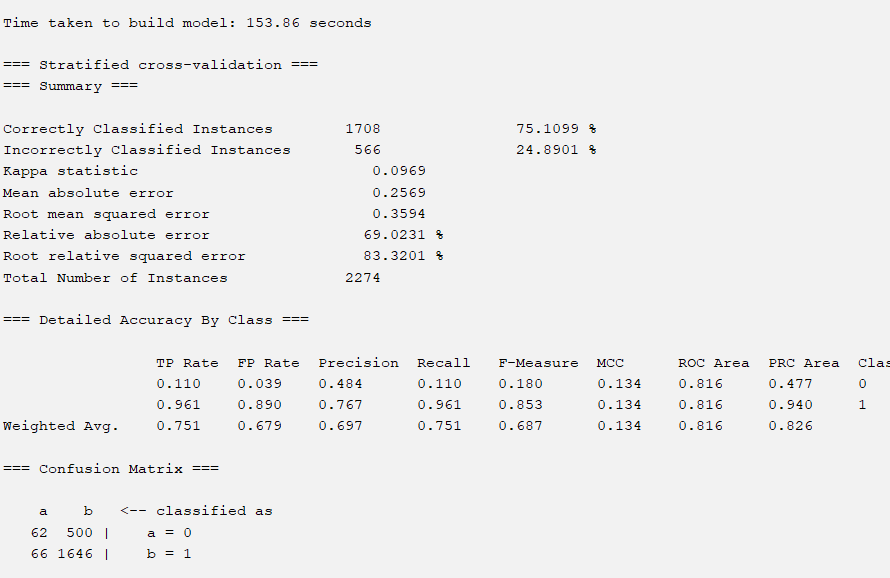 Time taken to build model: 153.86 seconds
=== Stratified cross-validation ===
=== Summary ===
Correctly Classified Instances        1708               75.1099 %
Incorrectly Classified Instances       566               24.8901 %
Kappa statistic                          0.0969
Mean absolute error                      0.2569
Root mean squared error                  0.3594
Relative absolute error                 69.0231 %
Root relative squared error             83.3201 %
Total Number of Instances             2274
=== Detailed Accuracy By Class ===
                 TP Rate  FP Rate  Precision  Recall   F-Measure  MCC      ROC Area  PRC Area  Clas
                 0.110    0.039    0.484      0.110    0.180      0.134    0.816     0.477     0
                 0.961    0.890    0.767      0.961    0.853      0.134    0.816     0.940     1
Weighted Avg.    0.751    0.679    0.697      0.751    0.687      0.134    0.816     0.826
=== Confusion Matrix ===
    a    b   <-- classified as
   62  500 |    a = 0
   66 1646 |    b = 1